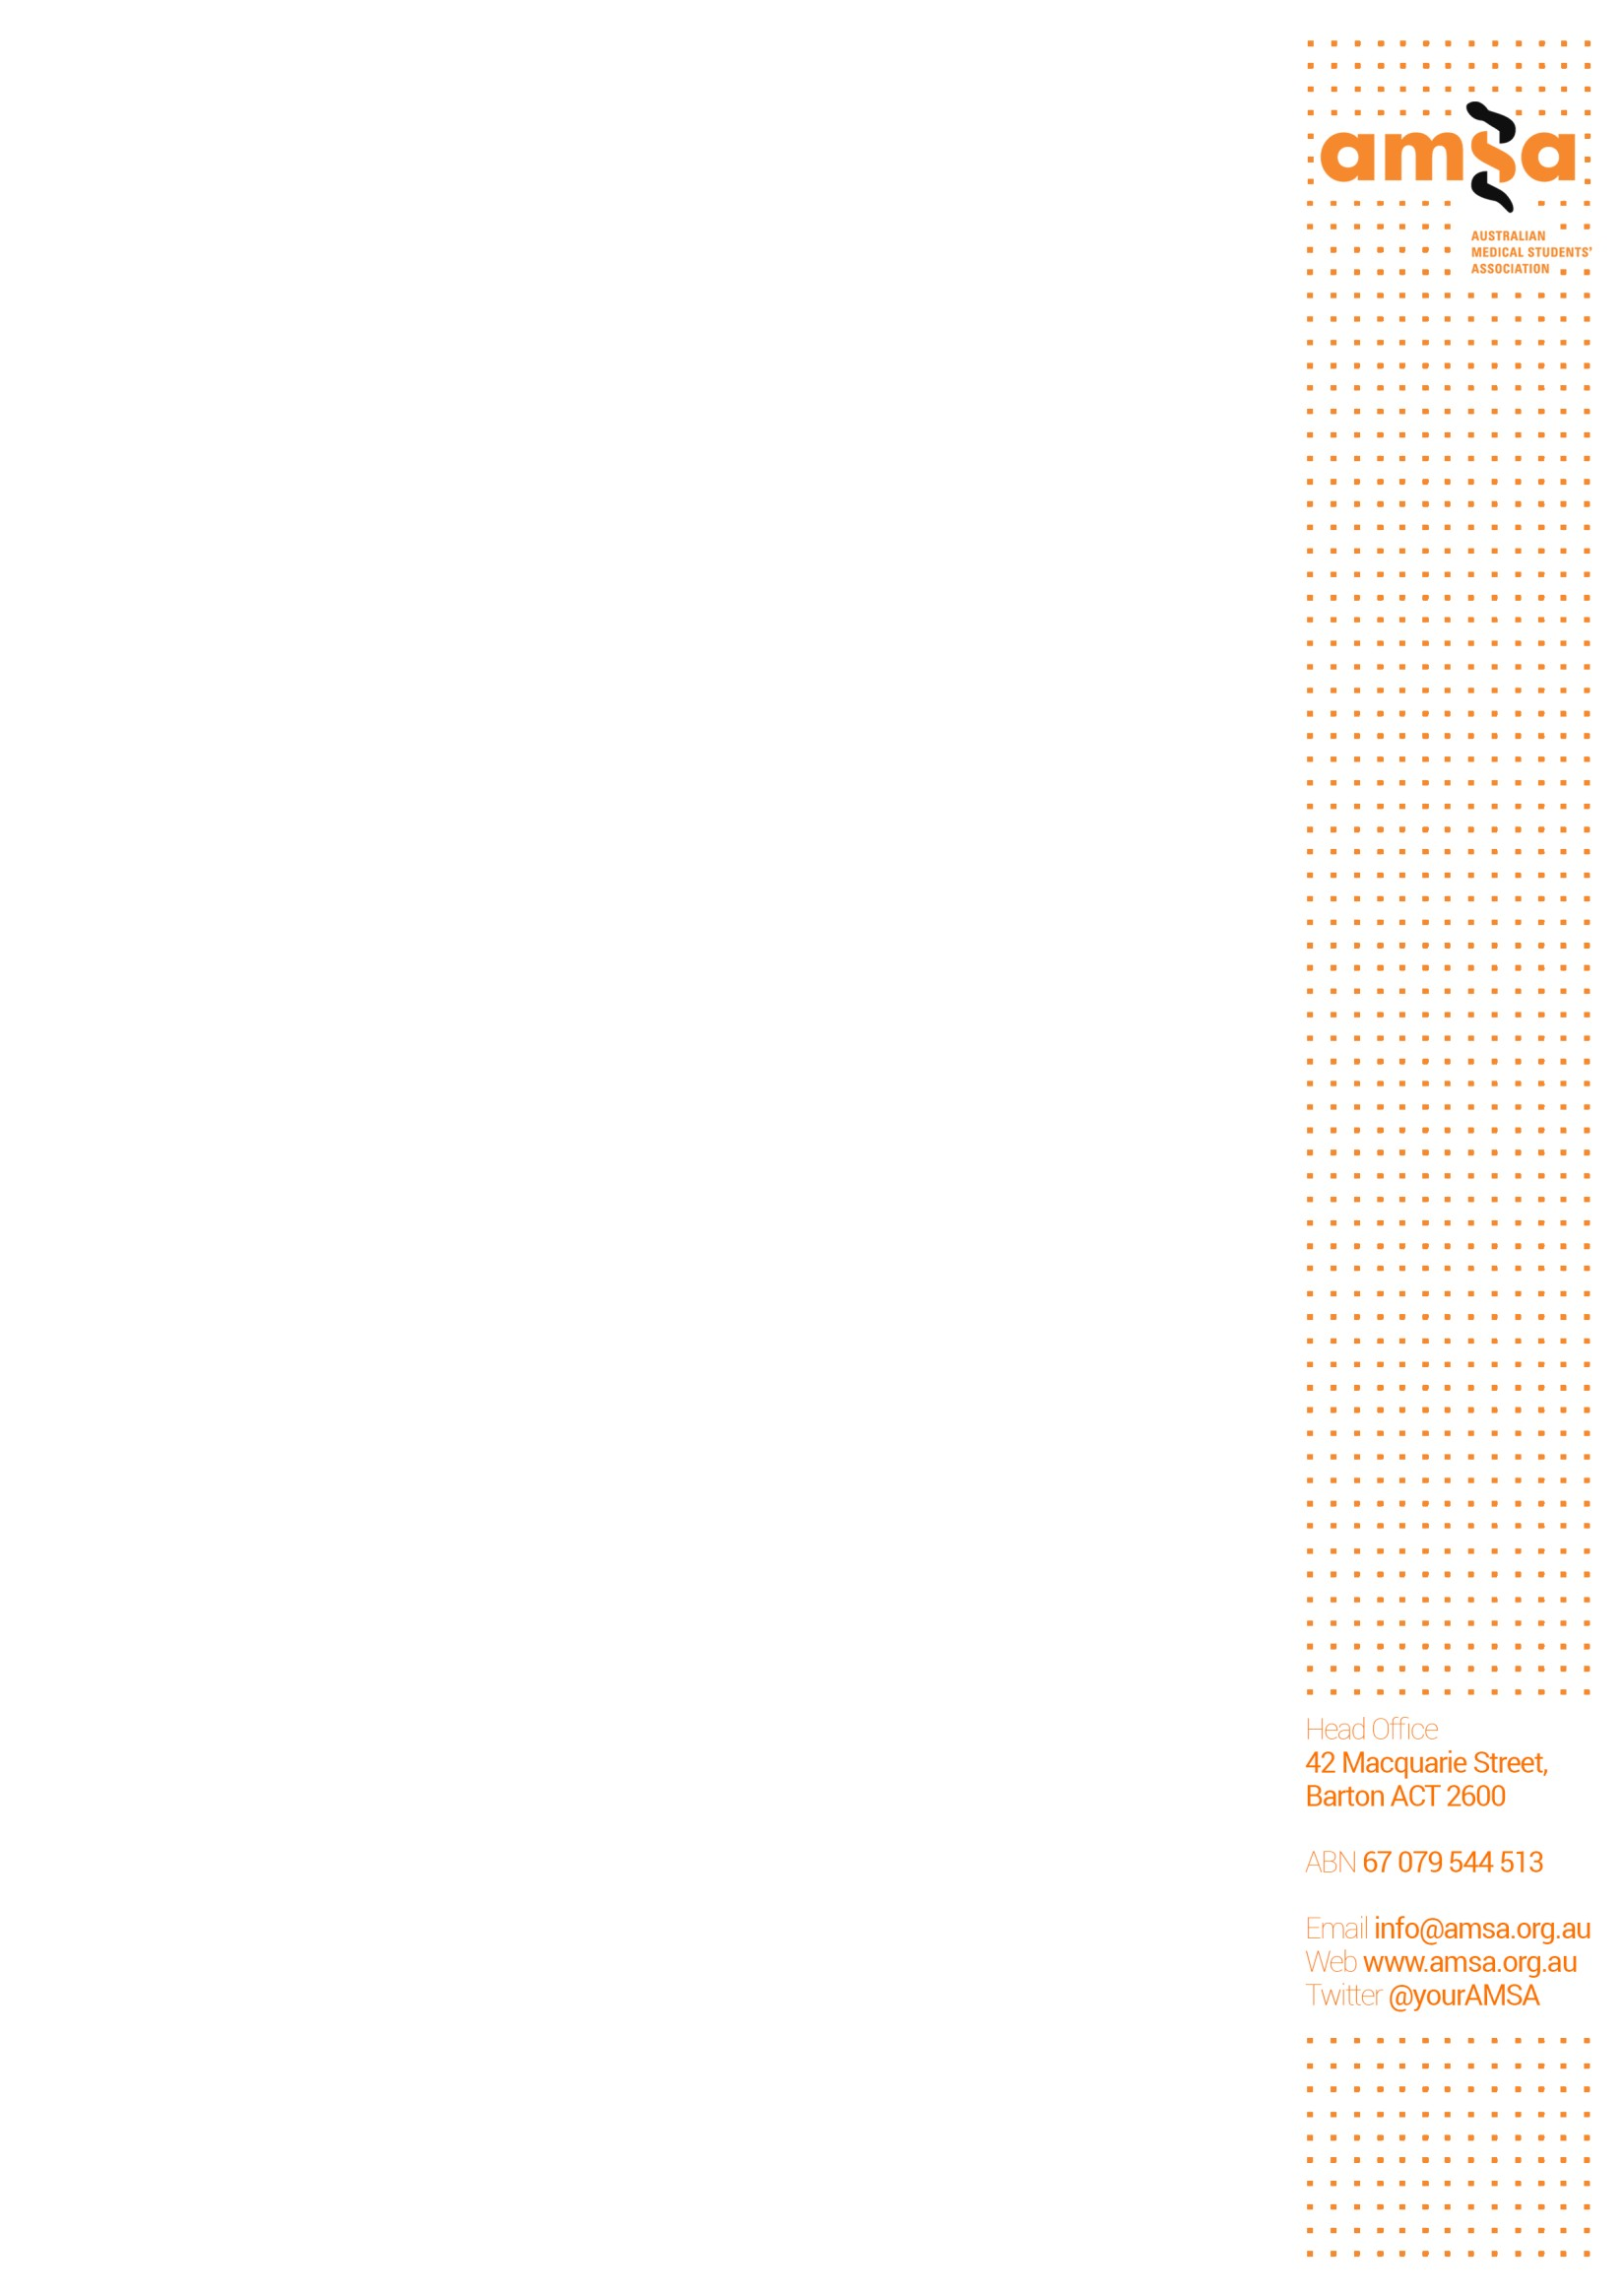 amsa
AUSTRALIAN
MEDICAL STUDENTS'
ASSOCIATION
Head Office
42 Macquarie Street,
Barton ACT 2600
ABN 67 079 544 513
Email info@amsa.org.au
Web www.amsa.org.au
Twitter @yourAMSA